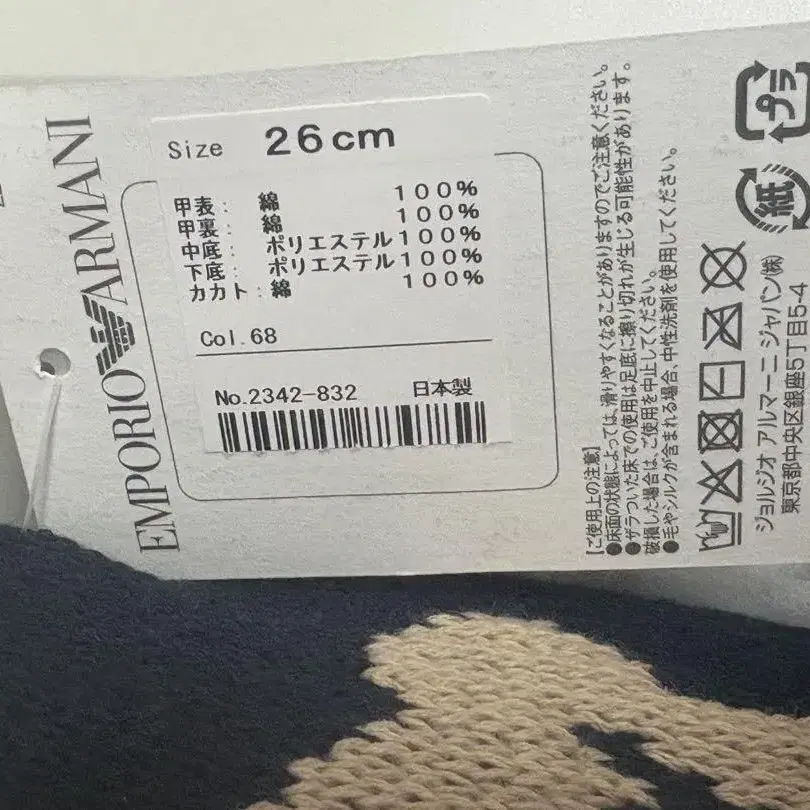 EMPORIO ARMANI
Size 26cm
甲表: 綿 100%
甲裏: 綿 100%
中底: ポリエステル 100%
下底: ポリエステル 100%
カカト: 綿 100%
Col.68
No.2342-832 日本製
【ご使用上の注意】
●床面の状態によっては、滑りやすくなることがありますのでご注意ください。
●ザラついた床での使用は足底に擦り切れが生じる可能性があります。
破損した場合は、ご使用を中止してください。
●毛やシルクが含まれる場合、中性洗剤を使用してください。
プラ
紙
ジョルジオ アルマーニ ジャパン㈱
東京都中央区銀座5丁目5-4